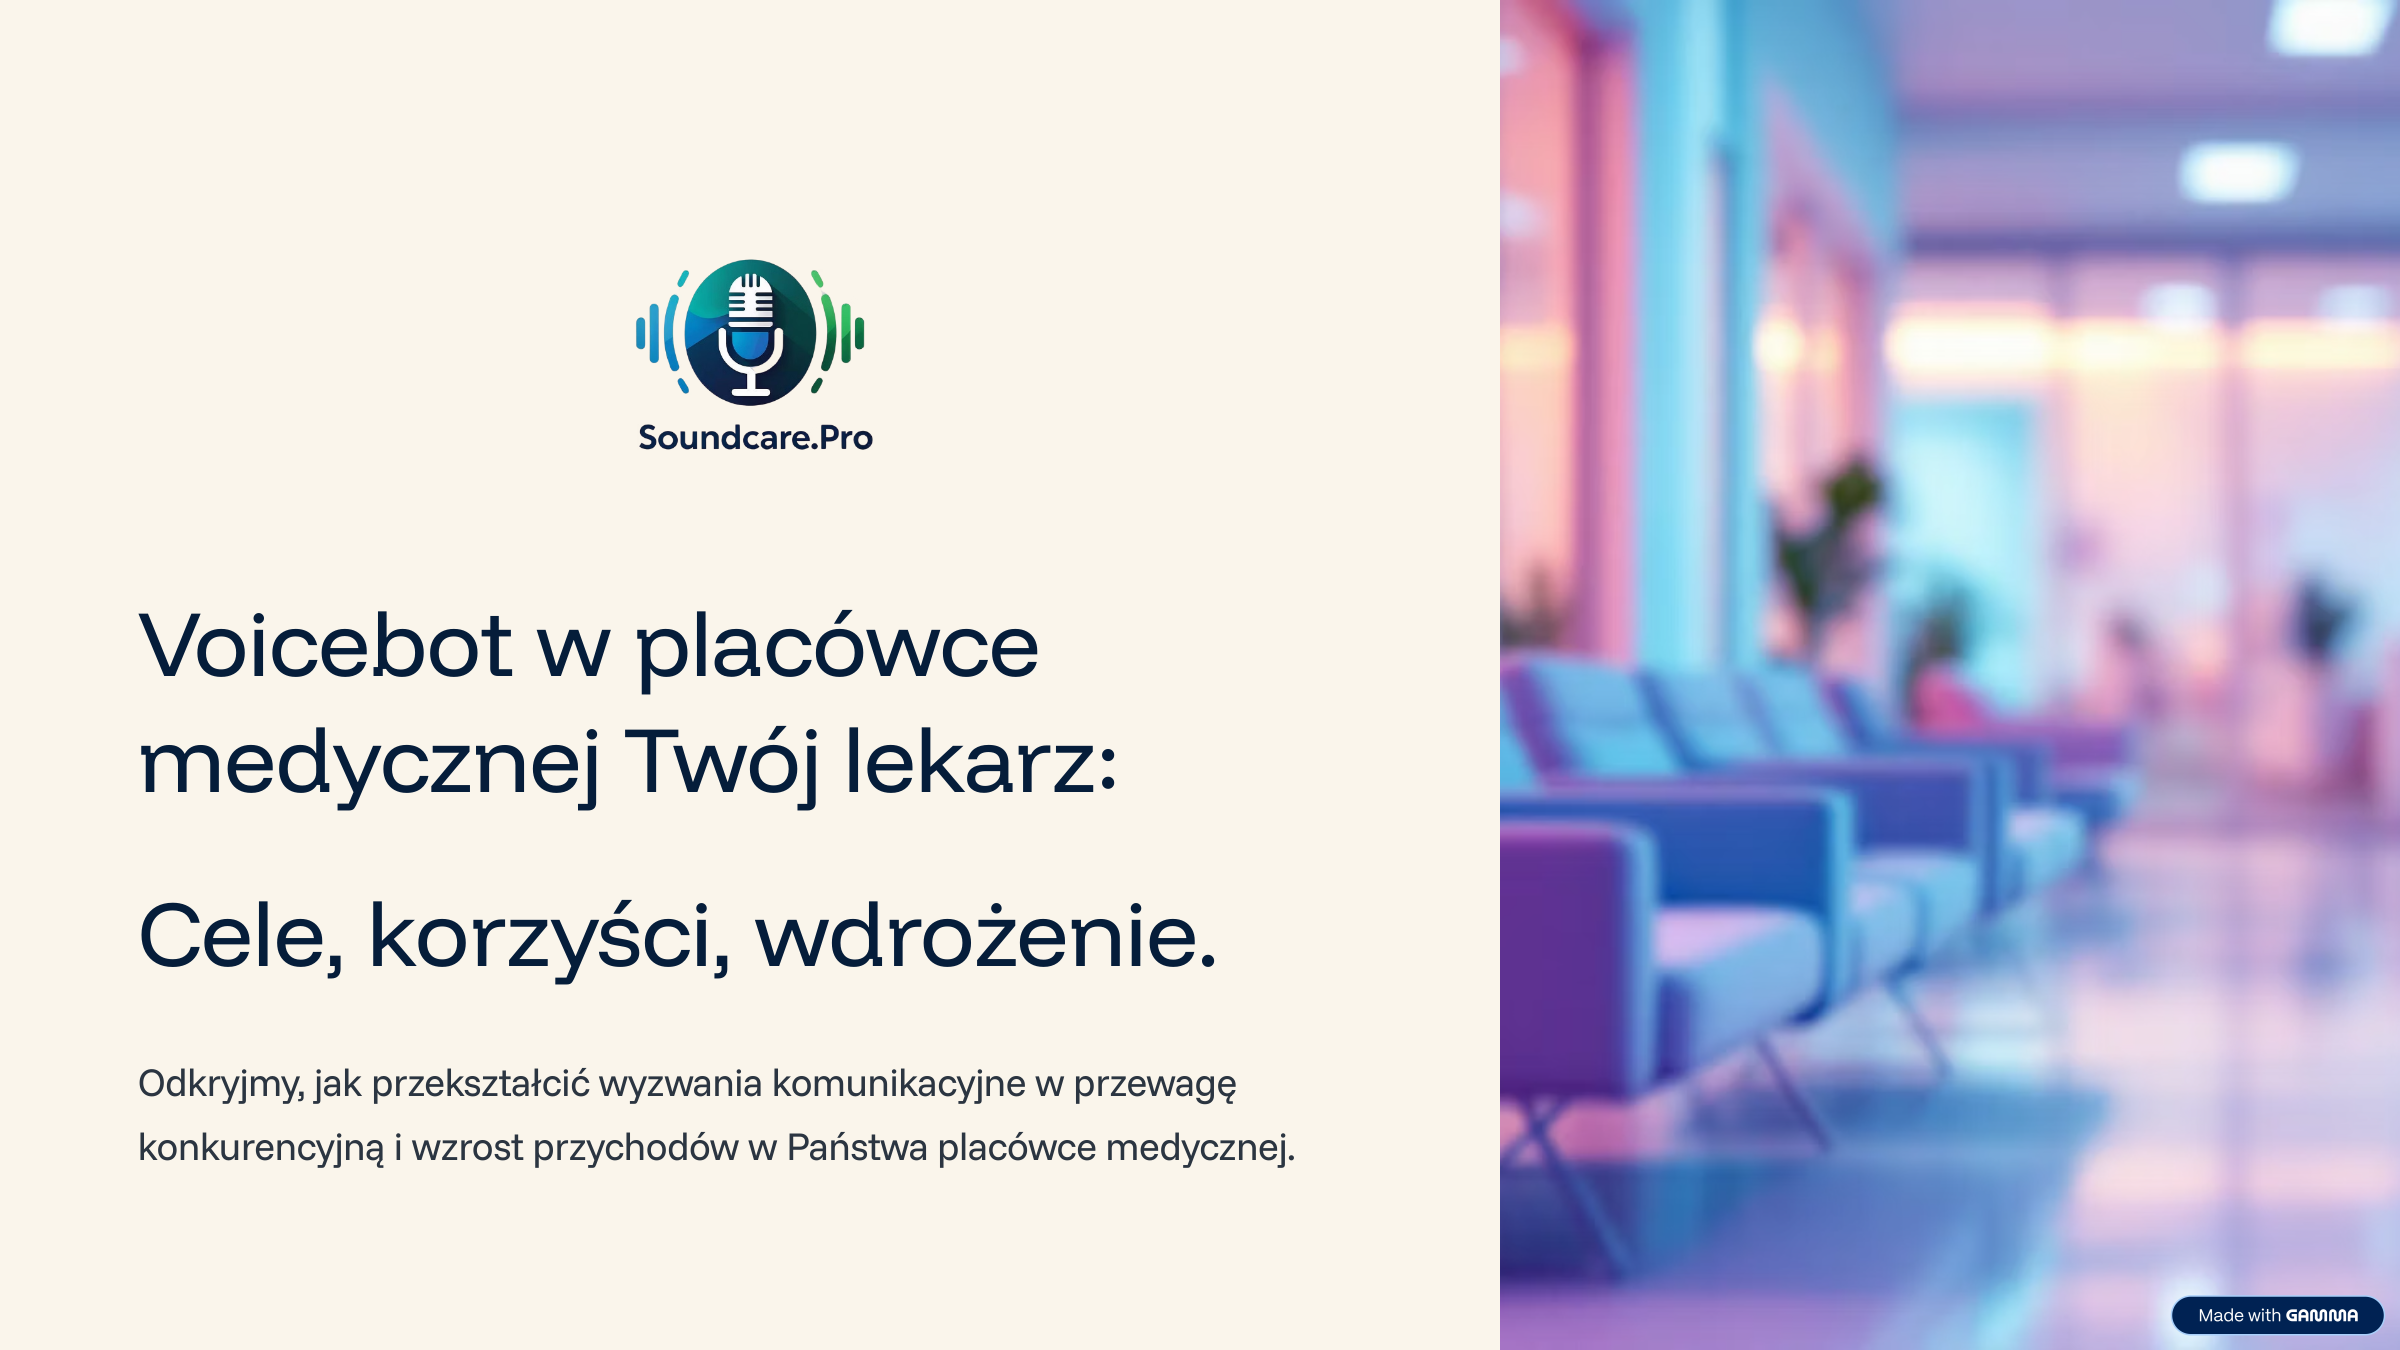 Soundcare.Pro
Voicebot w placówce
medycznej Twój lekarz:
Cele, korzyści, wdrożenie.
Odkryjmy, jak przekształcić wyzwania komunikacyjne w przewagę
konkurencyjną i wzrost przychodów w Państwa placówce medycznej.
Made with GAMMA